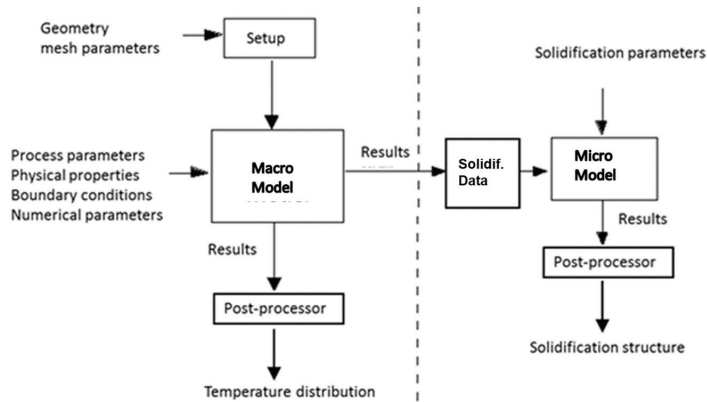 Geometry
mesh parameters
Setup
Process parameters
Physical properties
Boundary conditions
Numerical parameters
Macro
Model
Results
Results
Post-processor
Temperature distribution
Solidification parameters
Solidif.
Data
Micro
Model
Results
Post-processor
Solidification structure